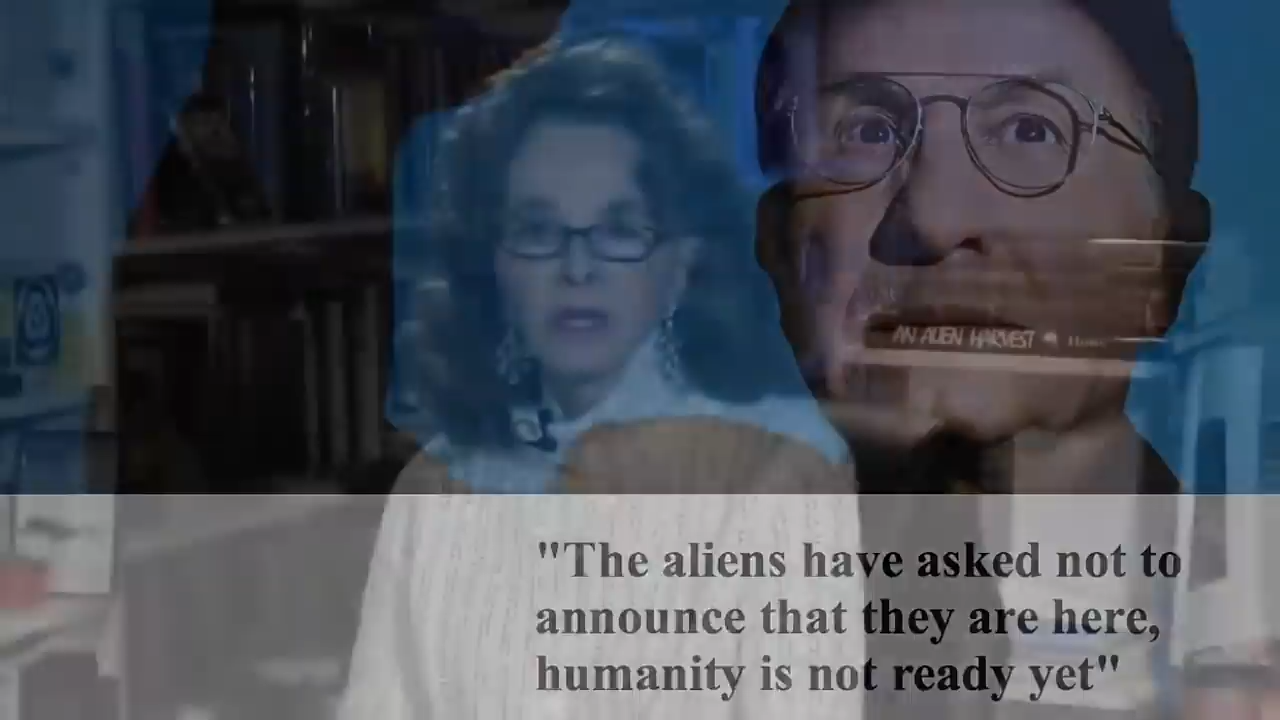 AN ALIEN HARVEST
"The aliens have asked not to
announce that they are here,
humanity is not ready yet"